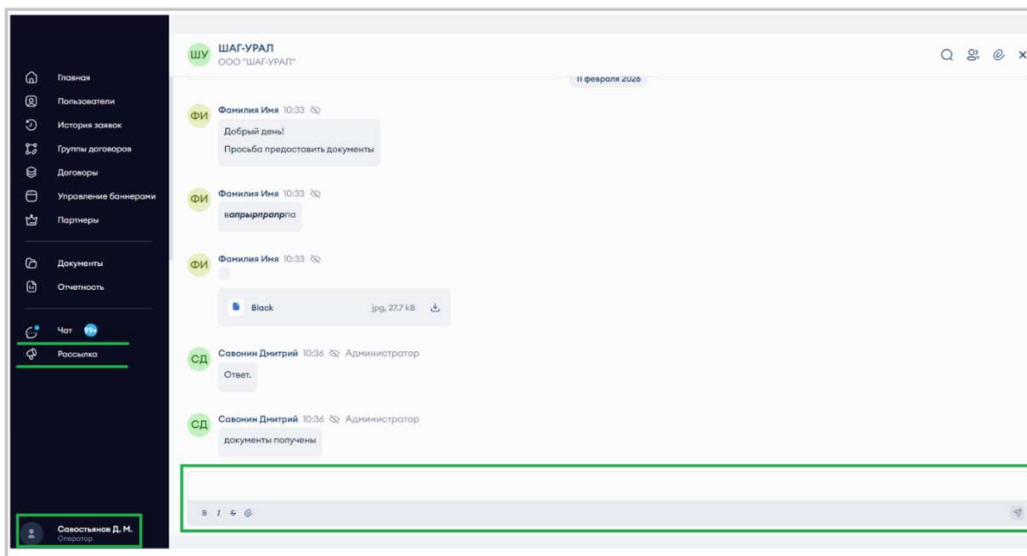 Главная
Пользователи
История заявок
Группы договоров
Договоры
Управление баннерами
Партнеры
Документы
Отчетность
Чат 99+
Рассылка
Савостьянов Д. М.
Оператор
ШУ
ШАГ-УРАЛ
ООО "ШАГ-УРАЛ"
11 февраля 2026
ФИ
Фамилия Имя 10:33
Добрый день!
Просьба предоставить документы
ФИ
Фамилия Имя 10:33
вапрырпрапрпа
ФИ
Фамилия Имя 10:33
Black jpg, 27.7 kB
СД
Савонин Дмитрий 10:36 Администратор
Ответ.
СД
Савонин Дмитрий 10:36 Администратор
документы получены
B I S